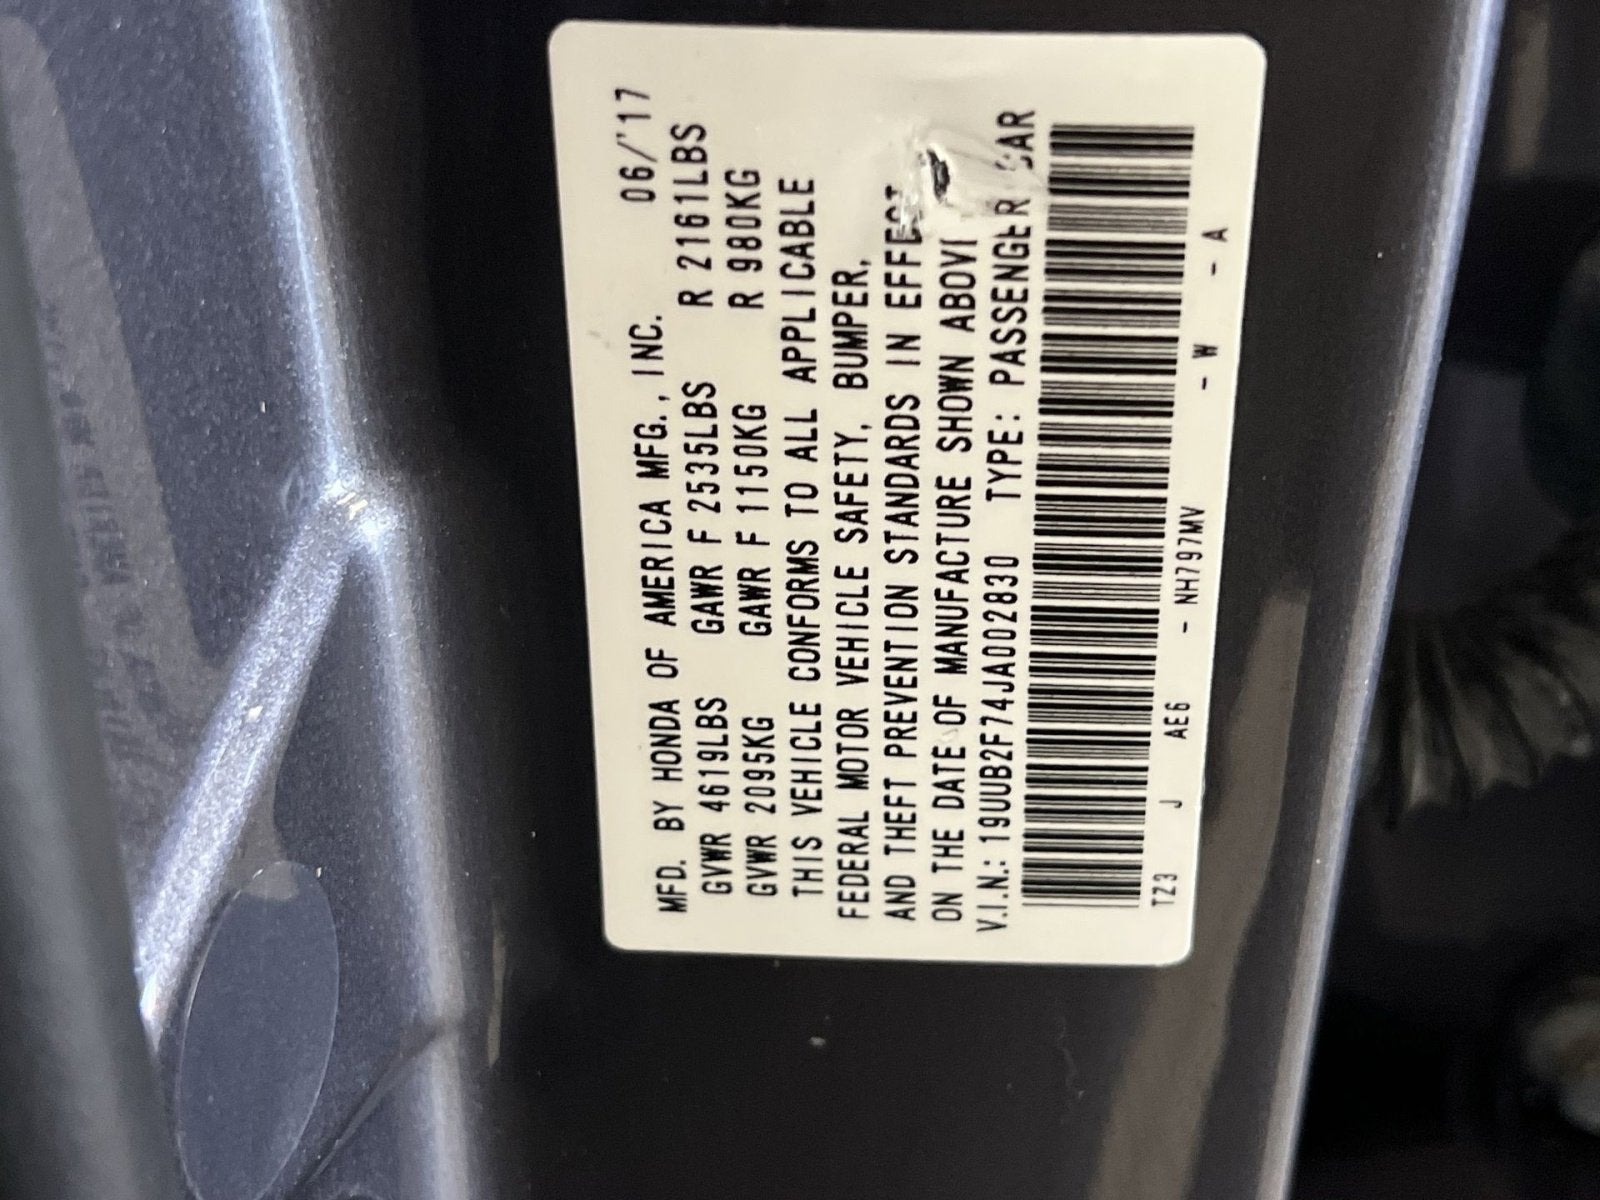 MFD. BY HONDA OF AMERICA MFG., INC. 06/'17
GVWR 4619LBS GAWR F 2535LBS R 2161LBS
GVWR 2095KG GAWR F 1150KG R 980KG
THIS VEHICLE CONFORMS TO ALL APPLICABLE
FEDERAL MOTOR VEHICLE SAFETY, BUMPER,
AND THEFT PREVENTION STANDARDS IN EFFECT
ON THE DATE OF MANUFACTURE SHOWN ABOVE
V.I.N.: 19UUB2F74JA002830 TYPE: PASSENGER CAR
TZ3 J AE6 - NH797MV - W - A